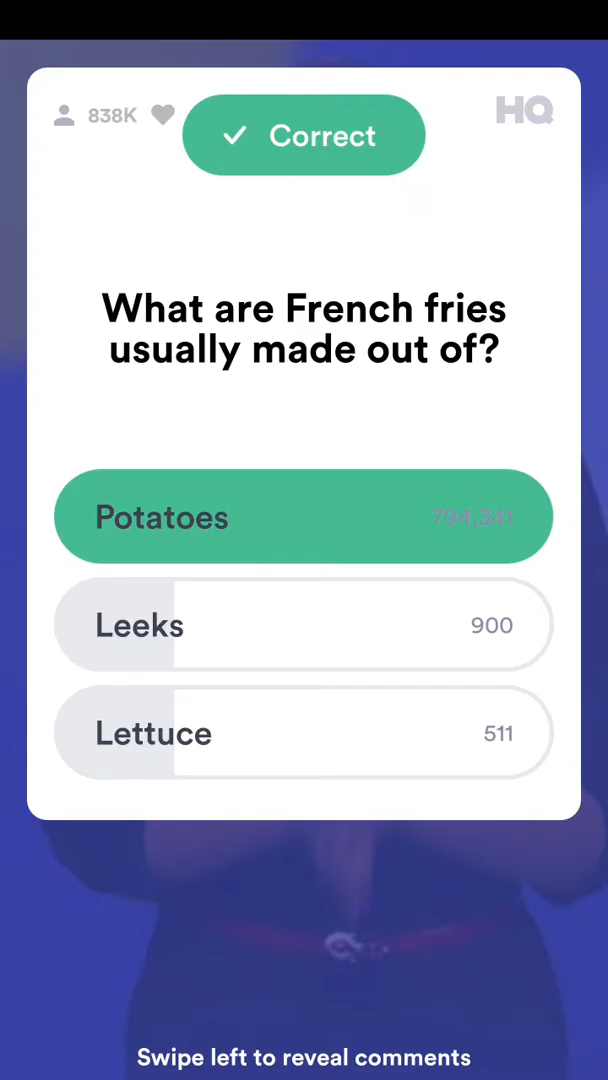 838K
Correct
HQ
What are French fries
usually made out of?
Potatoes 794,341
Leeks 900
Lettuce 511
Swipe left to reveal comments